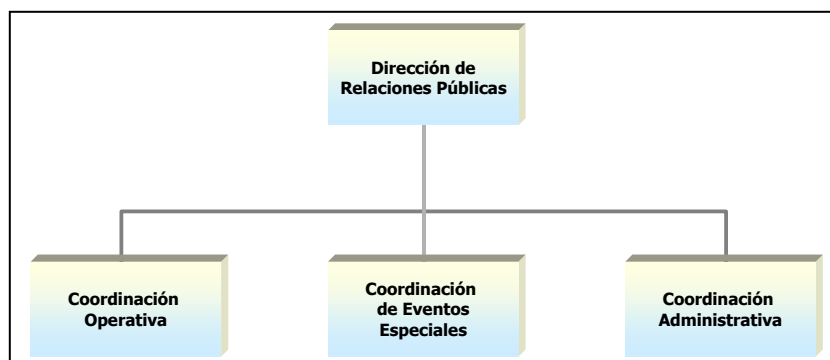 Dirección de
Relaciones Públicas
Coordinación
Operativa
Coordinación
de Eventos
Especiales
Coordinación
Administrativa